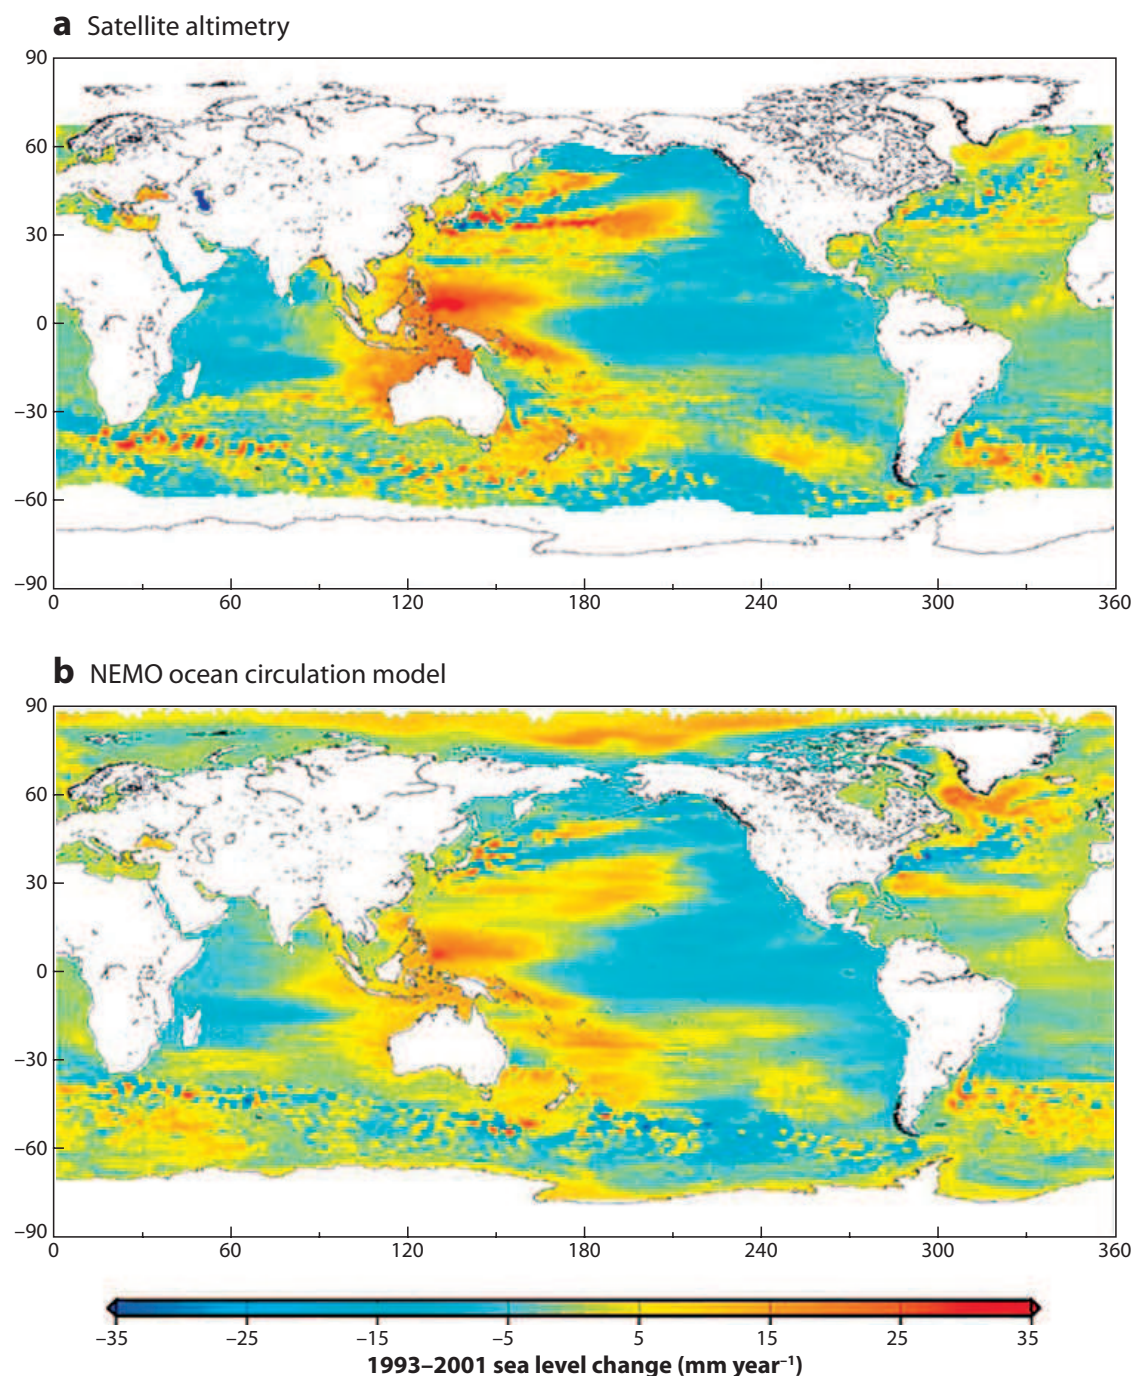 a Satellite altimetry
90
60
30
0
–30
–60
–90
0 60 120 180 240 300 360
b NEMO ocean circulation model
90
60
30
0
–30
–60
–90
0 60 120 180 240 300 360
–35 –25 –15 –5 5 15 25 35
1993–2001 sea level change (mm year⁻¹)